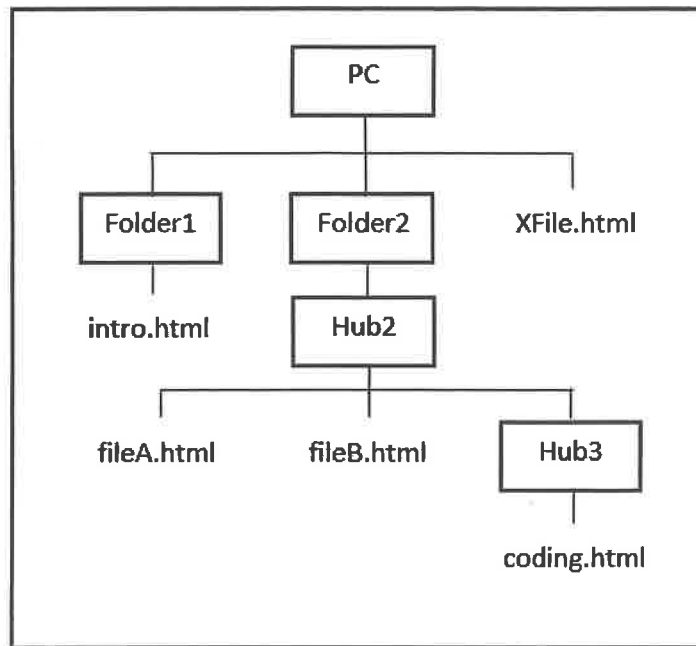 PC
Folder1
Folder2
XFile.html
intro.html
Hub2
fileA.html
fileB.html
Hub3
coding.html